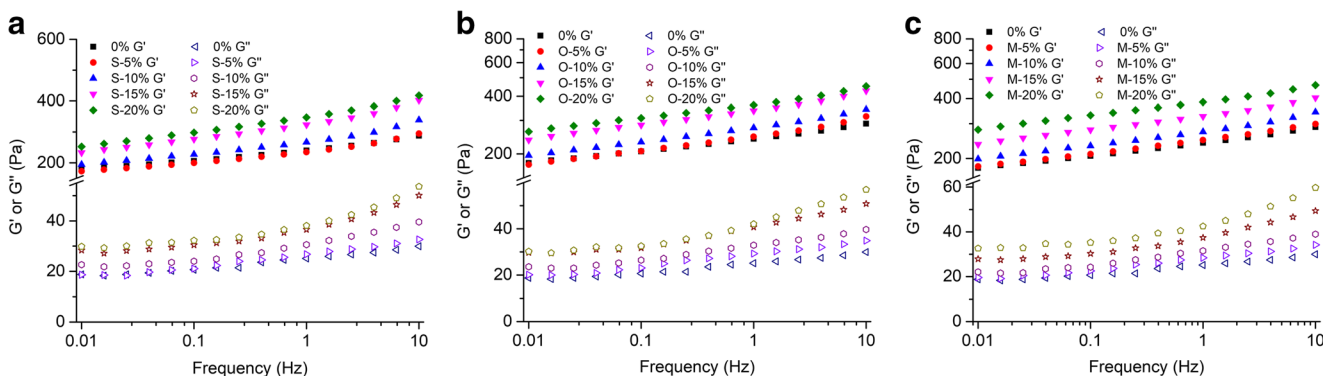 a
600
400
200
40
20
0
G' or G'' (Pa)
0% G'
S-5% G'
S-10% G'
S-15% G'
S-20% G'
0% G''
S-5% G''
S-10% G''
S-15% G''
S-20% G''
0.01 0.1 1 10
Frequency (Hz)
b
800
600
400
200
60
40
20
0
0% G'
O-5% G'
O-10% G'
O-15% G'
O-20% G'
0% G''
O-5% G''
O-10% G''
O-15% G''
O-20% G''
0.01 0.1 1 10
Frequency (Hz)
c
800
600
400
200
60
40
20
0
0% G'
M-5% G'
M-10% G'
M-15% G'
M-20% G'
0% G''
M-5% G''
M-10% G''
M-15% G''
M-20% G''
0.01 0.1 1 10
Frequency (Hz)